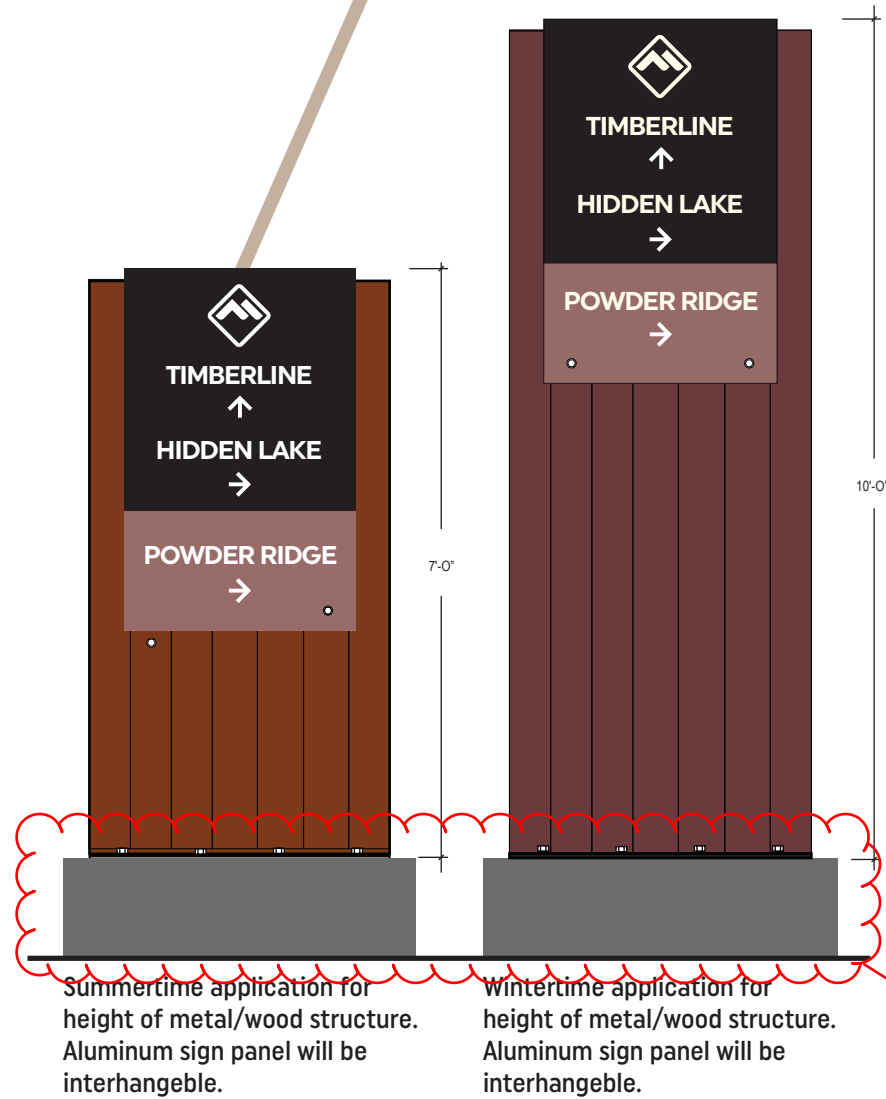 TIMBERLINE
↑
HIDDEN LAKE
→
POWDER RIDGE
→
7'-0"
TIMBERLINE
↑
HIDDEN LAKE
→
POWDER RIDGE
→
10'-0"
Summertime application for
height of metal/wood structure.
Aluminum sign panel will be
interhangeble.
Wintertime application for
height of metal/wood structure.
Aluminum sign panel will be
interhangeble.